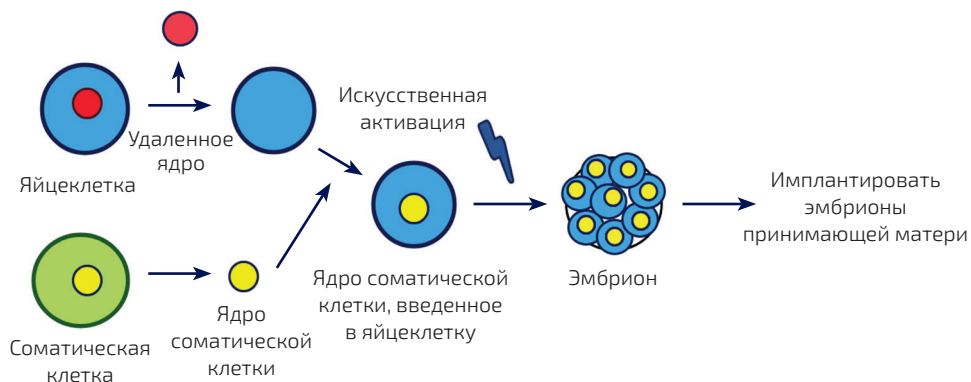 Яйцеклетка
Удаленное
ядро
Искусственная
активация
Соматическая
клетка
Ядро
соматической
клетки
Ядро соматической
клетки, введенное
в яйцеклетку
Эмбрион
Имплантировать
эмбрионы
принимающей матери